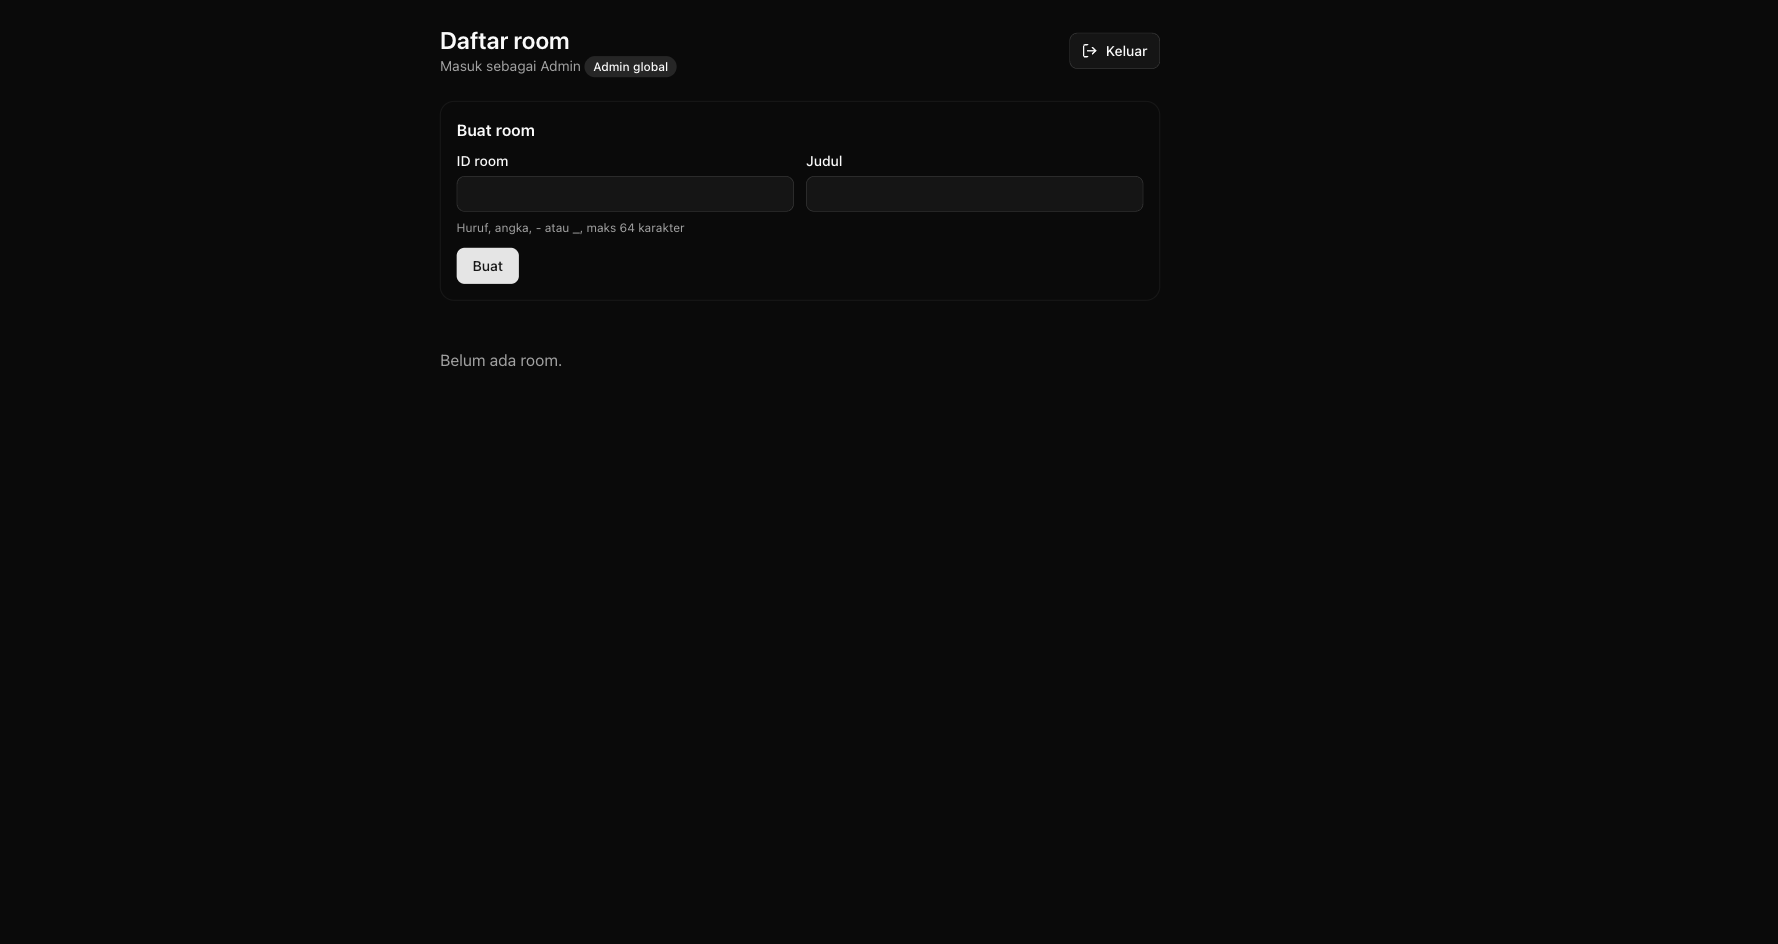 Daftar room
Masuk sebagai Admin Admin global
Keluar
Buat room
ID room
Judul
Huruf, angka, - atau _, maks 64 karakter
Buat
Belum ada room.